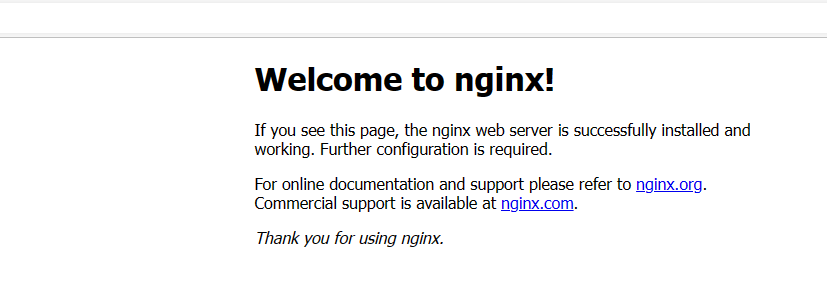 Welcome to nginx!
If you see this page, the nginx web server is successfully installed and
working. Further configuration is required.
For online documentation and support please refer to nginx.org.
Commercial support is available at nginx.com.
Thank you for using nginx.